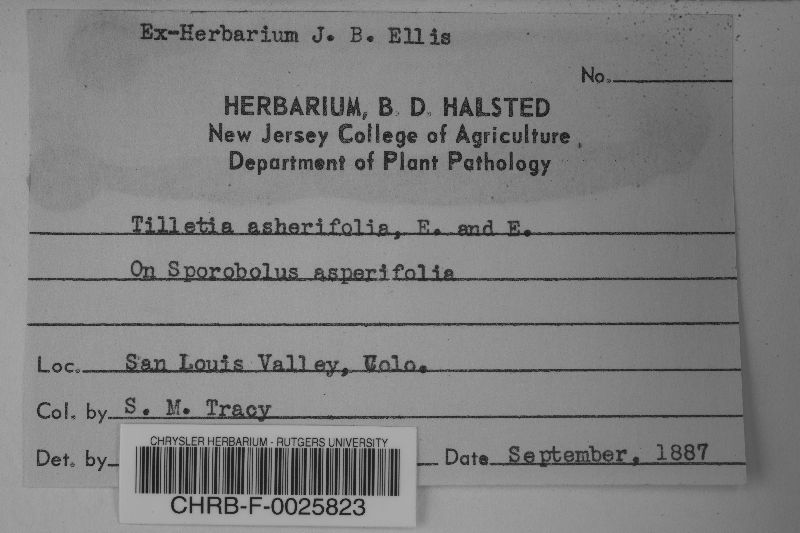 Ex-Herbarium J. B. Ellis
No.
HERBARIUM, B. D. HALSTED
New Jersey College of Agriculture,
Department of Plant Pathology
Tilletia asherifolia, E. and E.
On Sporobolus asperifolia
Loc. San Louis Valley, Colo.
Col. by S. M. Tracy
Det. by Date September, 1887
CHRYSLER HERBARIUM - RUTGERS UNIVERSITY
CHRB-F-0025823